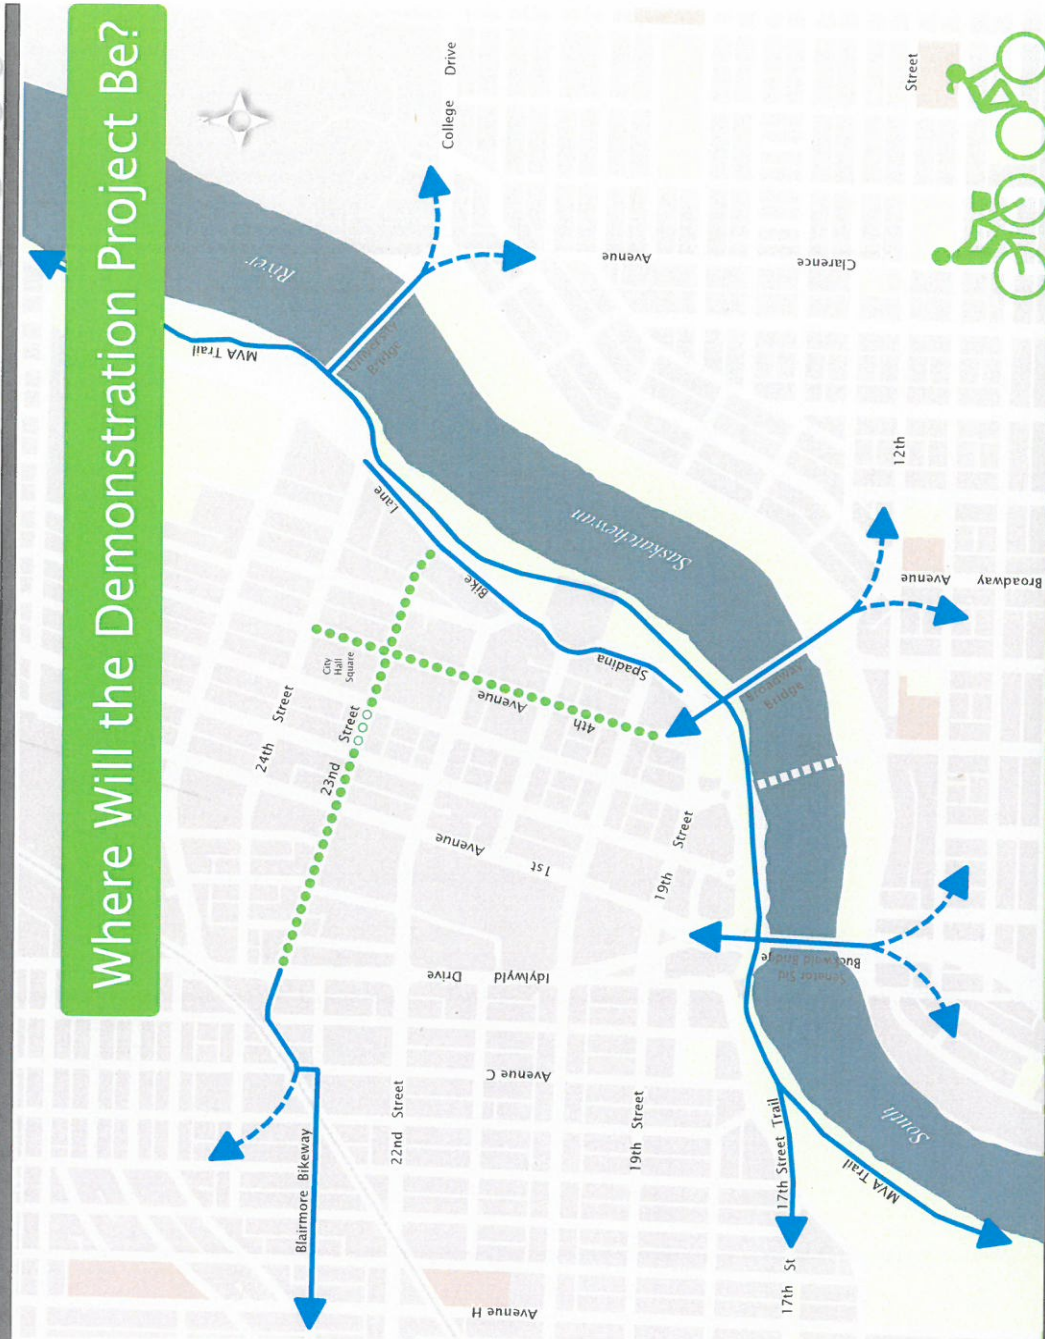 Where Will the Demonstration Project Be?
College Drive
Street
River
MVA Trail
University
Bridge
Avenue
Clarence
Lane
Bike
Spadina
Saskatchewan
12th
Broadway
Avenue
City
Hall
Square
24th Street
23rd Street
Avenue
4th
Broadway
Bridge
Avenue
1st
19th Street
Idylwyld Drive
Senator Sid
Buckwold Bridge
Avenue C
22nd Street
19th Street
Blairmore Bikeway
17th Street Trail
MVA Trail
South
17th St
Avenue H